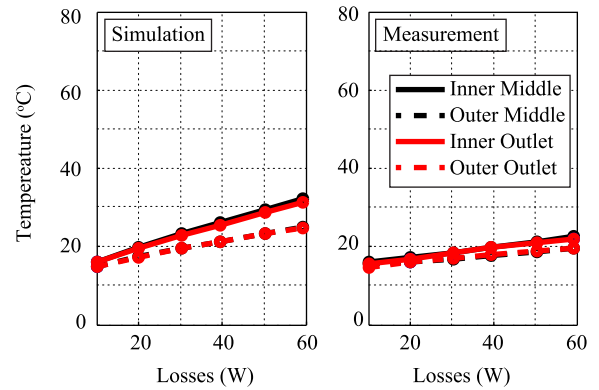 80
60
40
20
0
Tempereature (°C)
Simulation
20
40
60
Losses (W)
80
60
40
20
0
Measurement
Inner Middle
Outer Middle
Inner Outlet
Outer Outlet
20
40
60
Losses (W)